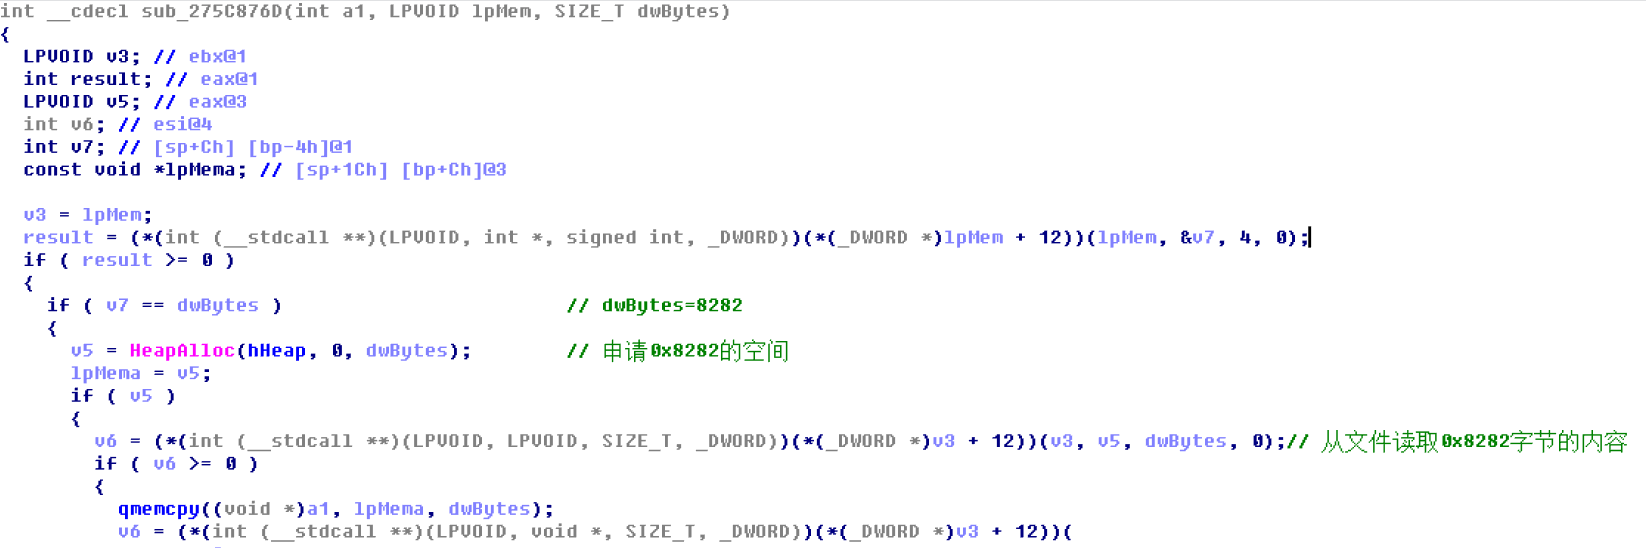 int __cdecl sub_275C876D(int a1, LPVOID lpMem, SIZE_T dwBytes)
{
LPVOID v3; // ebx@1
int result; // eax@1
LPVOID v5; // eax@3
int v6; // esi@4
int v7; // [sp+Ch] [bp-4h]@1
const void *lpMema; // [sp+1Ch] [bp+Ch]@3
v3 = lpMem;
result = (*(int (__stdcall **)(LPVOID, int *, signed int, _DWORD))(*(_DWORD *)lpMem + 12))(lpMem, &v7, 4, 0);
if ( result >= 0 )
{
if ( v7 == dwBytes ) // dwBytes=8282
{
v5 = HeapAlloc(hHeap, 0, dwBytes); // 申请0x8282的空间
lpMema = v5;
if ( v5 )
{
v6 = (*(int (__stdcall **)(LPVOID, LPVOID, SIZE_T, _DWORD))(*(_DWORD *)v3 + 12))(v3, v5, dwBytes, 0);// 从文件读取0x8282字节的内容
if ( v6 >= 0 )
{
qmemcpy((void *)a1, lpMema, dwBytes);
v6 = (*(int (__stdcall **)(LPVOID, void *, SIZE_T, _DWORD))(*(_DWORD *)v3 + 12))(